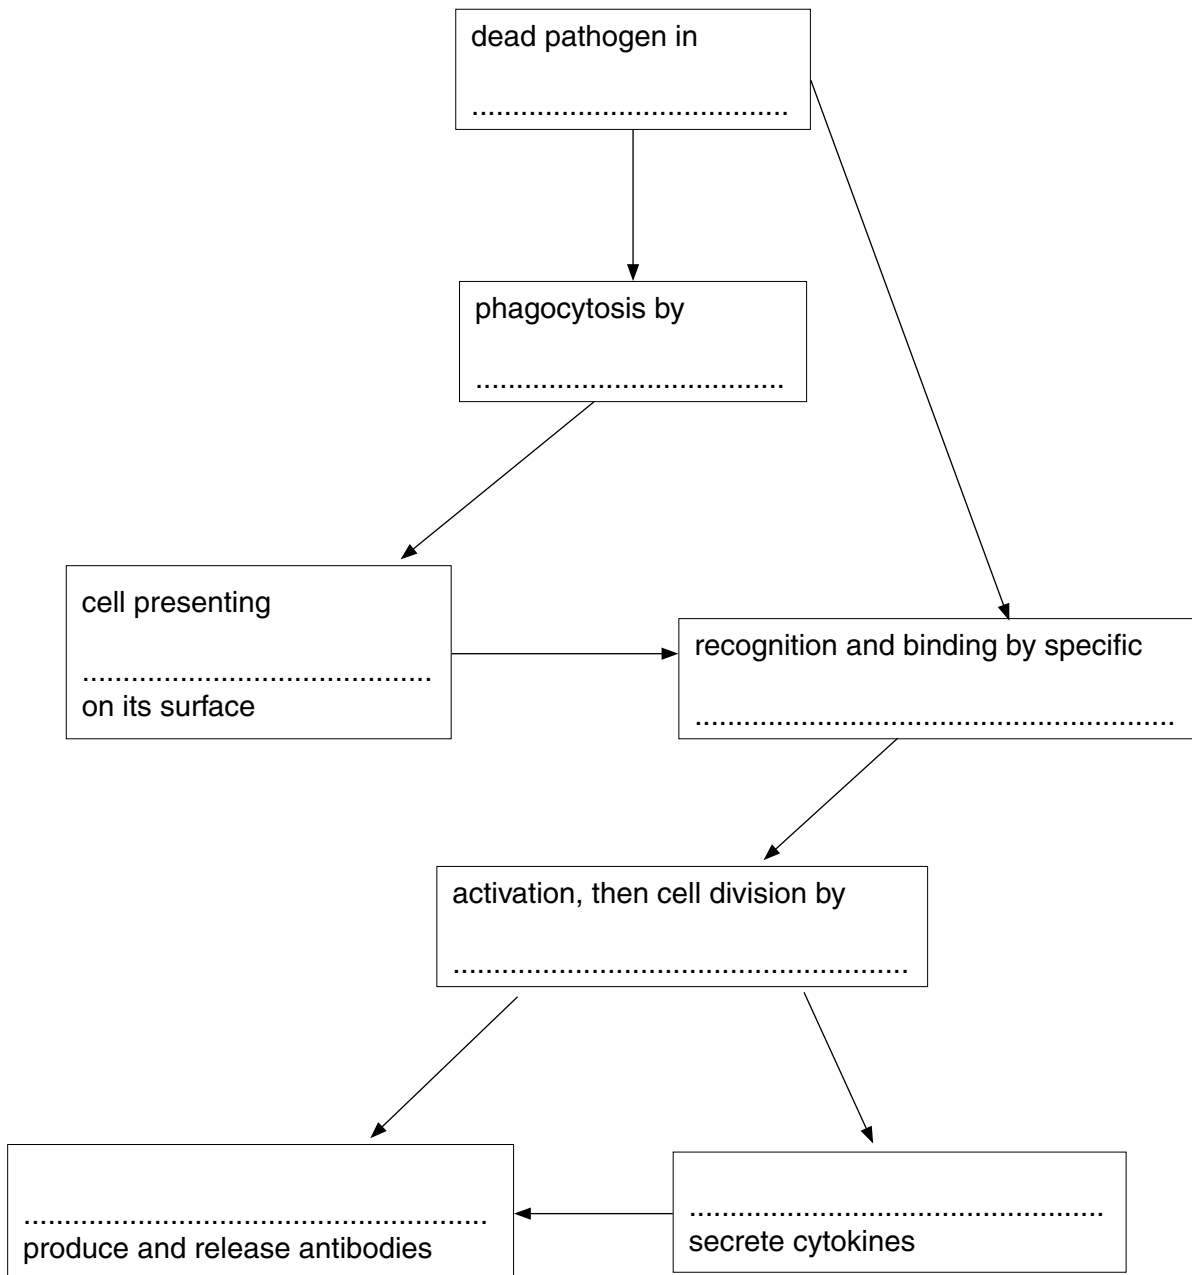 dead pathogen in
.......................................
phagocytosis by
......................................
cell presenting
...........................................
on its surface
recognition and binding by specific
...........................................................
activation, then cell division by
........................................................
.........................................................
produce and release antibodies
...................................................
secrete cytokines